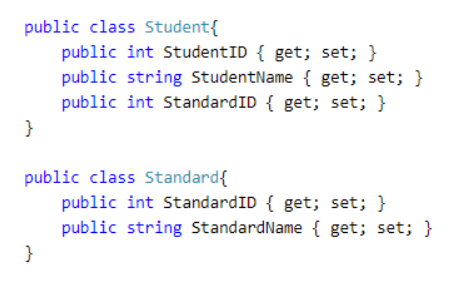 public class Student{
    public int StudentID { get; set; }
    public string StudentName { get; set; }
    public int StandardID { get; set; }
}

public class Standard{
    public int StandardID { get; set; }
    public string StandardName { get; set; }
}